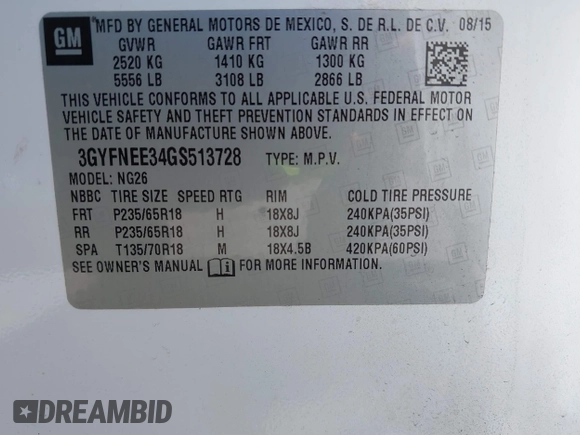 GM
MFD BY GENERAL MOTORS DE MEXICO, S. DE R.L. DE C.V. 08/15
GVWR GAWR FRT GAWR RR
2520 KG 1410 KG 1300 KG
5556 LB 3108 LB 2866 LB
THIS VEHICLE CONFORMS TO ALL APPLICABLE U.S. FEDERAL MOTOR
VEHICLE SAFETY AND THEFT PREVENTION STANDARDS IN EFFECT ON
THE DATE OF MANUFACTURE SHOWN ABOVE.
3GYFNEE34GS513728 TYPE: M.P.V.
MODEL: NG26
NBBC TIRE SIZE SPEED RTG RIM COLD TIRE PRESSURE
FRT P235/65R18 H 18X8J 240KPA(35PSI)
RR P235/65R18 H 18X8J 240KPA(35PSI)
SPA T135/70R18 M 18X4.5B 420KPA(60PSI)
SEE OWNER'S MANUAL FOR MORE INFORMATION.
DREAMBID